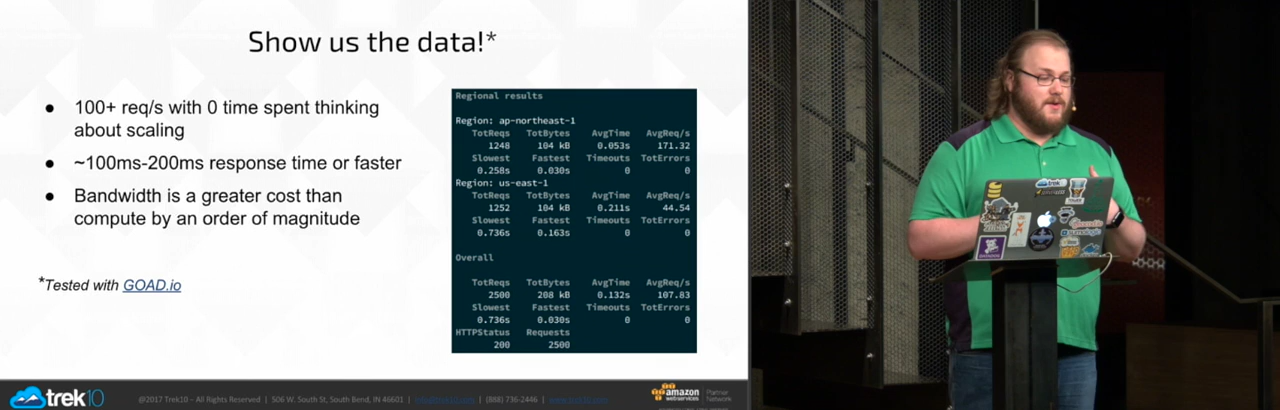 Show us the data!*
● 100+ req/s with 0 time spent thinking
about scaling
● ~100ms-200ms response time or faster
● Bandwidth is a greater cost than
compute by an order of magnitude
*Tested with GOAD.io
Regional results
Region: ap-northeast-1
TotReqs TotBytes AvgTime AvgReq/s
1248 104 kB 0.053s 171.32
Slowest Fastest Timeouts TotErrors
0.258s 0.030s 0 0
Region: us-east-1
TotReqs TotBytes AvgTime AvgReq/s
1252 104 kB 0.211s 44.54
Slowest Fastest Timeouts TotErrors
0.736s 0.163s 0 0
Overall
TotReqs TotBytes AvgTime AvgReq/s
2500 208 kB 0.132s 107.83
Slowest Fastest Timeouts TotErrors
0.736s 0.030s 0 0
HTTPStatus Requests
200 2500
trek10
@2017 Trek10 – All Rights Reserved | 506 W. South St, South Bend, IN 46601 | | (888) 736-2446 |
amazon
web services
Partner
Network
trek10
sumologic
DATADOG